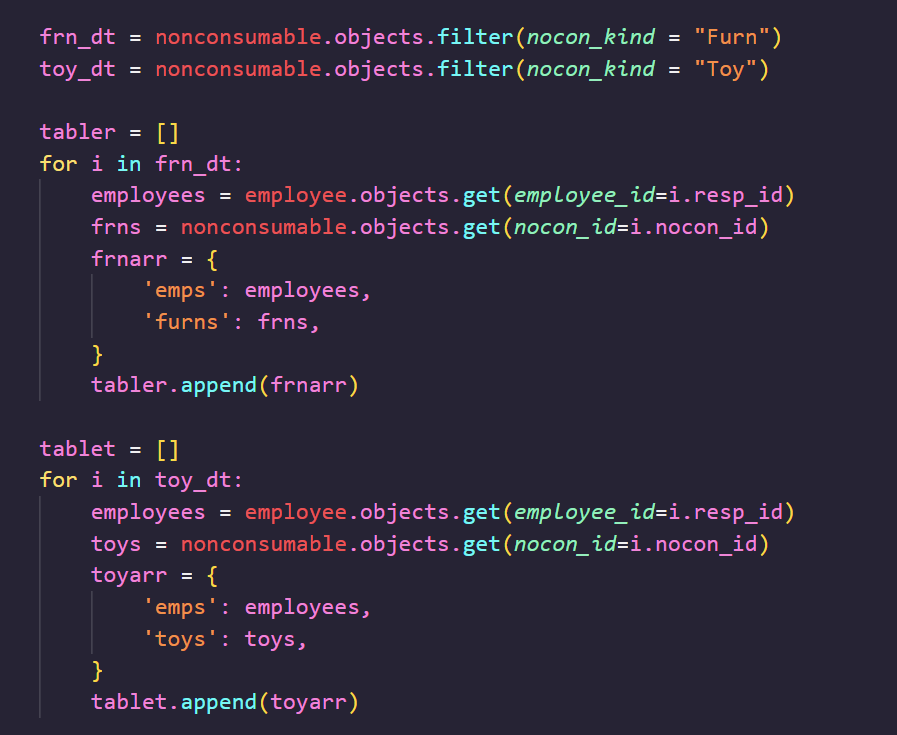 frn_dt = nonconsumable.objects.filter(nocon_kind = "Furn")
toy_dt = nonconsumable.objects.filter(nocon_kind = "Toy")

tabler = []
for i in frn_dt:
    employees = employee.objects.get(employee_id=i.resp_id)
    frns = nonconsumable.objects.get(nocon_id=i.nocon_id)
    frnarr = {
        'emps': employees,
        'furns': frns,
    }
    tabler.append(frnarr)

tablet = []
for i in toy_dt:
    employees = employee.objects.get(employee_id=i.resp_id)
    toys = nonconsumable.objects.get(nocon_id=i.nocon_id)
    toyarr = {
        'emps': employees,
        'toys': toys,
    }
    tablet.append(toyarr)